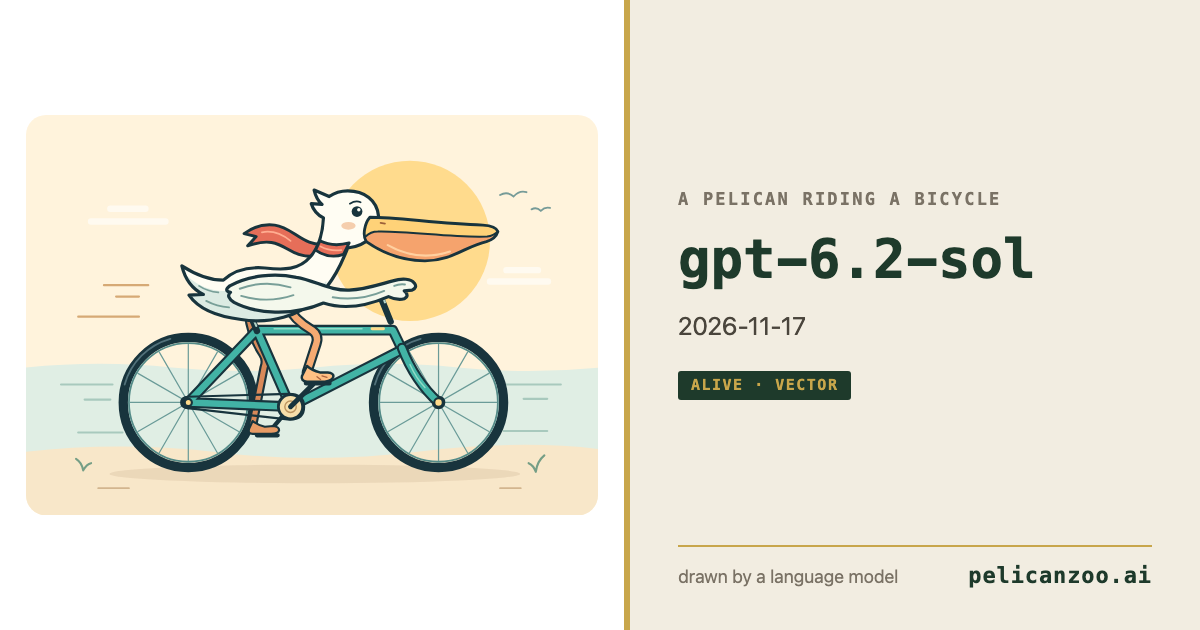 A PELICAN RIDING A BICYCLE
gpt-6.2-sol
2026-11-17
ALIVE · VECTOR
drawn by a language model
pelicanzoo.ai